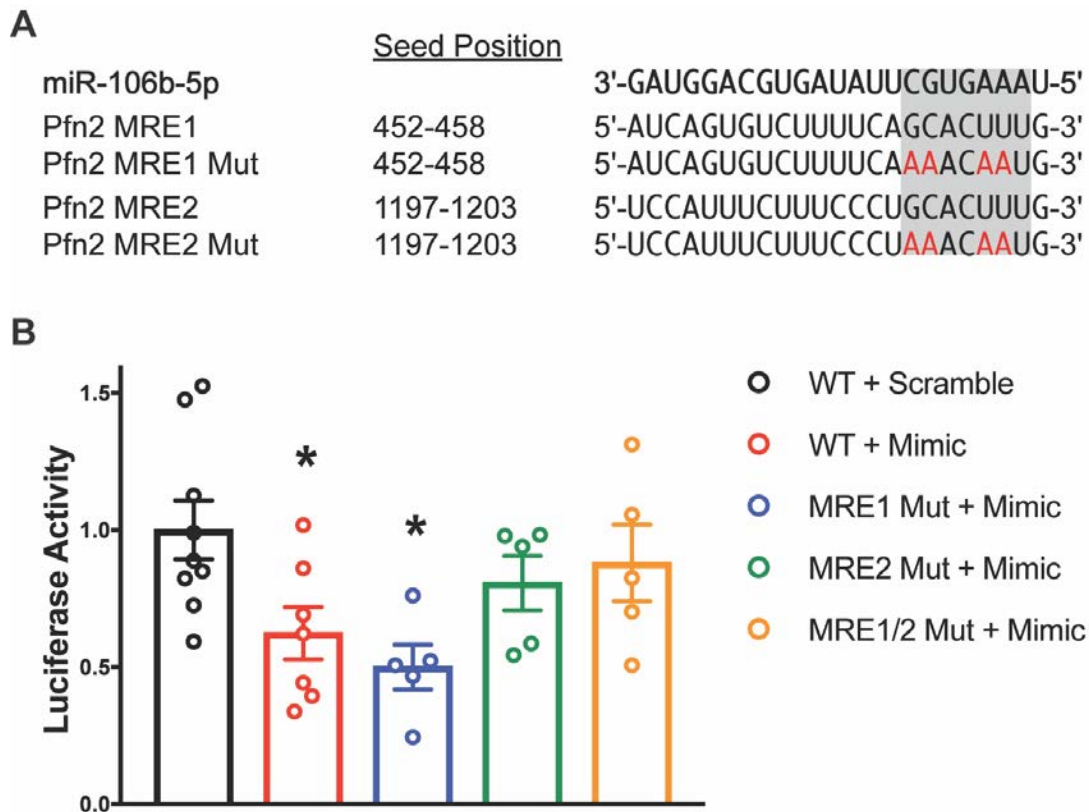 A
Seed Position
miR-106b-5p 3'-GAUGGACGUGAUAUUCGUGAAAU-5'
Pfn2 MRE1 452-458 5'-AUCAGUGUCUUUUCAGCACUUUG-3'
Pfn2 MRE1 Mut 452-458 5'-AUCAGUGUCUUUUCAAAACAAUG-3'
Pfn2 MRE2 1197-1203 5'-UCCAUUUCUUUCCCUGCACUUUG-3'
Pfn2 MRE2 Mut 1197-1203 5'-UCCAUUUCUUUCCCUAAACAAUG-3'
B
Luciferase Activity
1.5
1.0
0.5
0.0
*
*
WT + Scramble
WT + Mimic
MRE1 Mut + Mimic
MRE2 Mut + Mimic
MRE1/2 Mut + Mimic